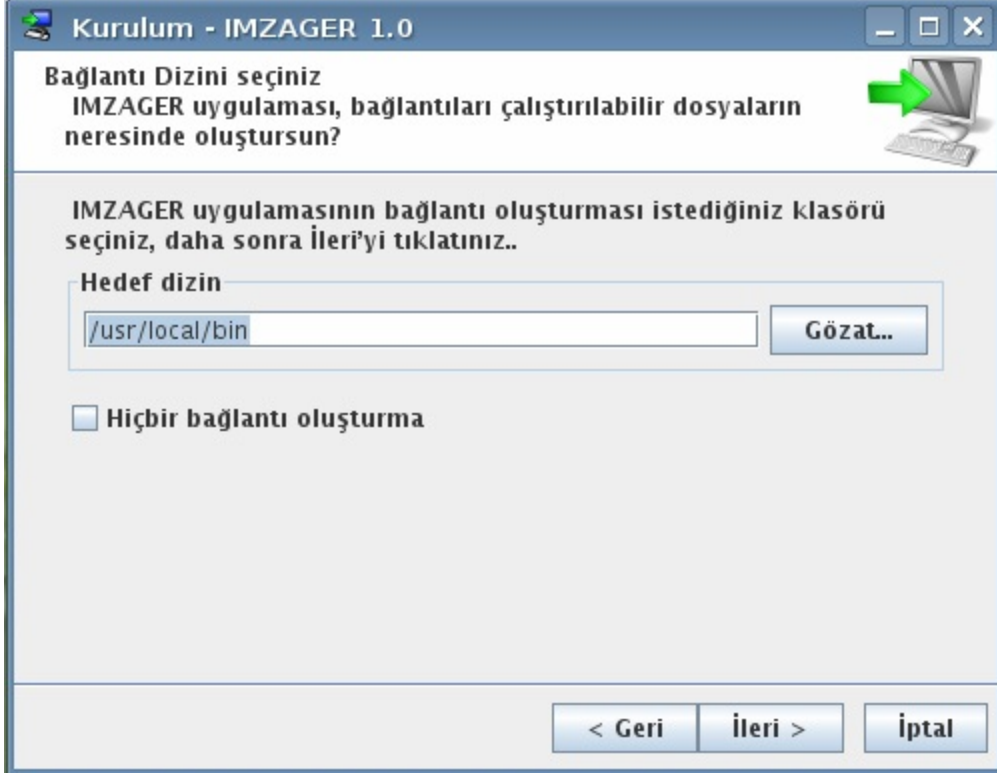 Kurulum - IMZAGER 1.0
Bağlantı Dizini seçiniz
IMZAGER uygulaması, bağlantıları çalıştırılabilir dosyaların
neresinde oluştursun?
IMZAGER uygulamasının bağlantı oluşturması istediğiniz klasörü
seçiniz, daha sonra İleri'yi tıklatınız..
Hedef dizin
/usr/local/bin
Gözat...
Hiçbir bağlantı oluşturma
< Geri
İleri >
İptal